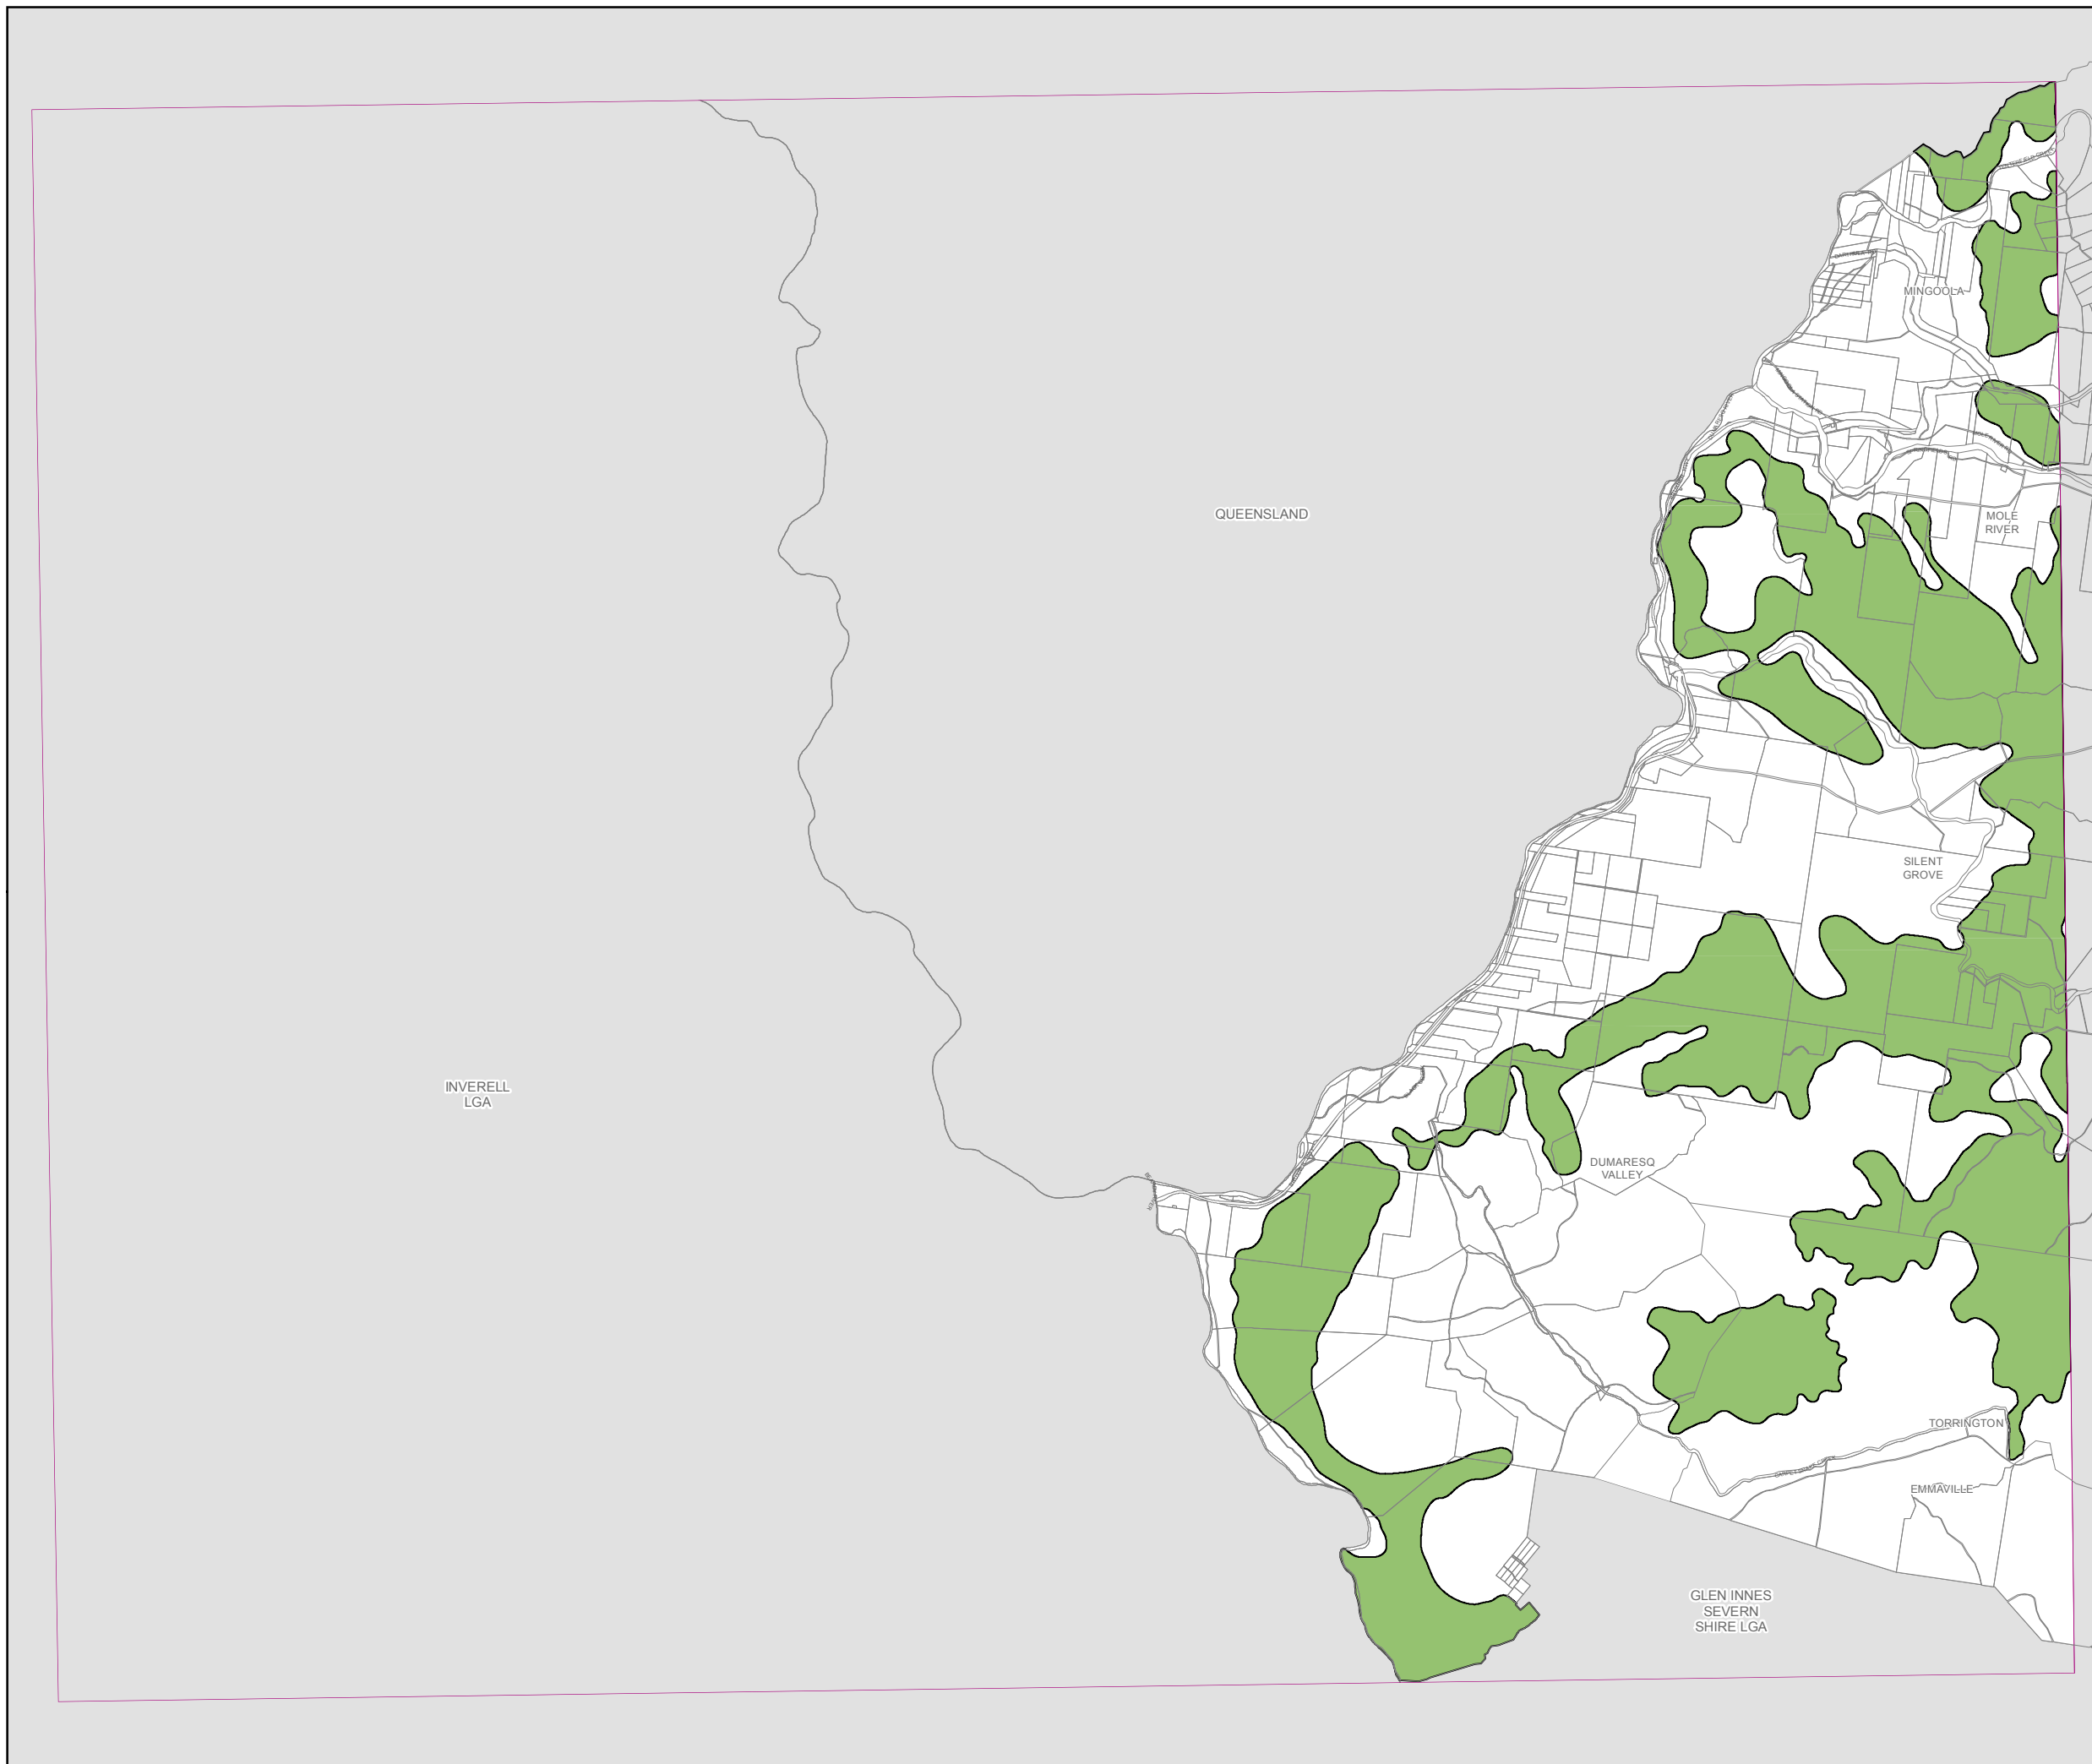 MINGOOLA
QUEENSLAND
MOLE
RIVER
SILENT
GROVE
INVERELL
LGA
DUMARESQ
VALLEY
TORRINGTON
EMMAVILLE
GLEN INNES
SEVERN
SHIRE LGA